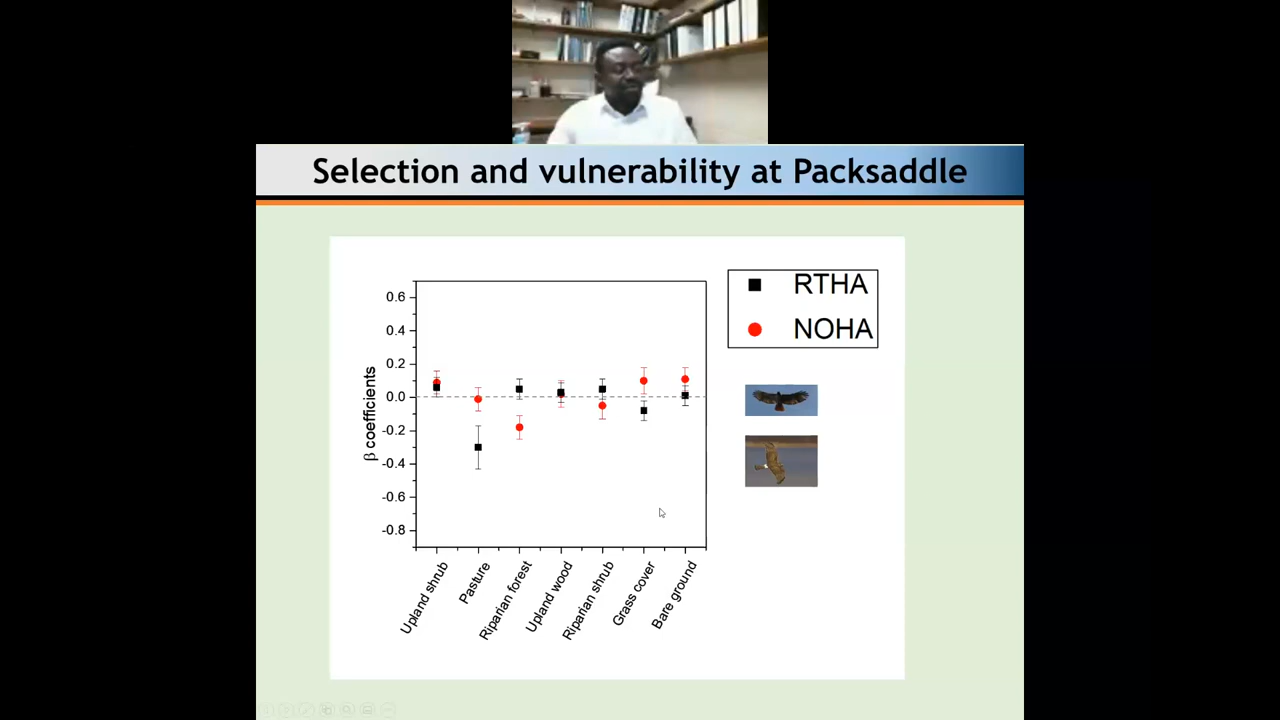 Selection and vulnerability at Packsaddle
RTHA
NOHA
0.6
0.4
0.2
0.0
-0.2
-0.4
-0.6
-0.8
β coefficients
Upland shrub
Pasture
Riparian forest
Upland wood
Riparian shrub
Grass cover
Bare ground